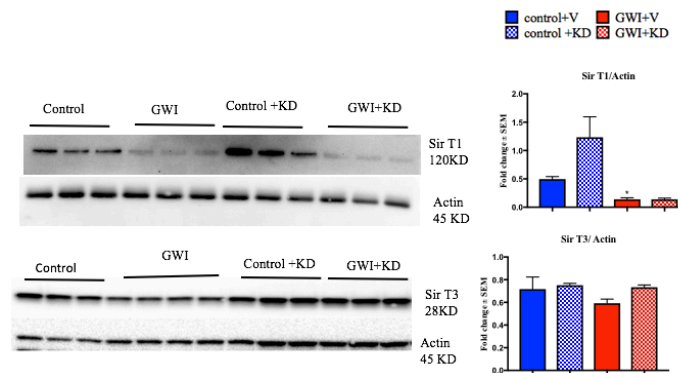 control+V GWI+V
control +KD GWI+KD
Control GWI Control +KD GWI+KD
Sir T1
120KD
Actin
45 KD
Sir T1/Actin
Fold change ± SEM
2.0
1.5
1.0
0.5
0.0
*
Control GWI Control +KD GWI+KD
Sir T3
28KD
Actin
45 KD
Sir T3/ Actin
Fold change ± SEM
1.0
0.8
0.6
0.4
0.2
0.0